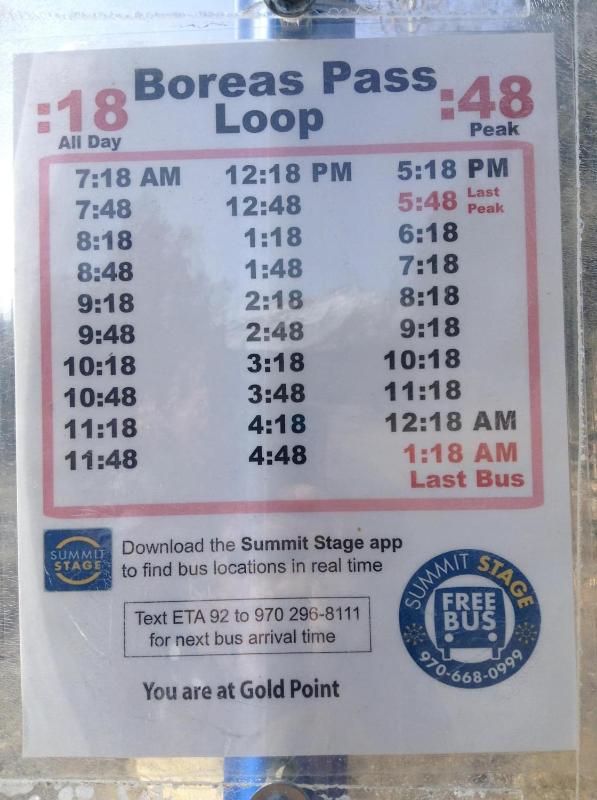 Boreas Pass
Loop
:18
All Day
:48
Peak
7:18 AM
7:48
8:18
8:48
9:18
9:48
10:18
10:48
11:18
11:48
12:18 PM
12:48
1:18
1:48
2:18
2:48
3:18
3:48
4:18
4:48
5:18 PM
5:48 Last Peak
6:18
7:18
8:18
9:18
10:18
11:18
12:18 AM
1:18 AM
Last Bus
SUMMIT
STAGE
Download the Summit Stage app
to find bus locations in real time
Text ETA 92 to 970 296-8111
for next bus arrival time
You are at Gold Point
SUMMIT STAGE
FREE
BUS
970-668-0999